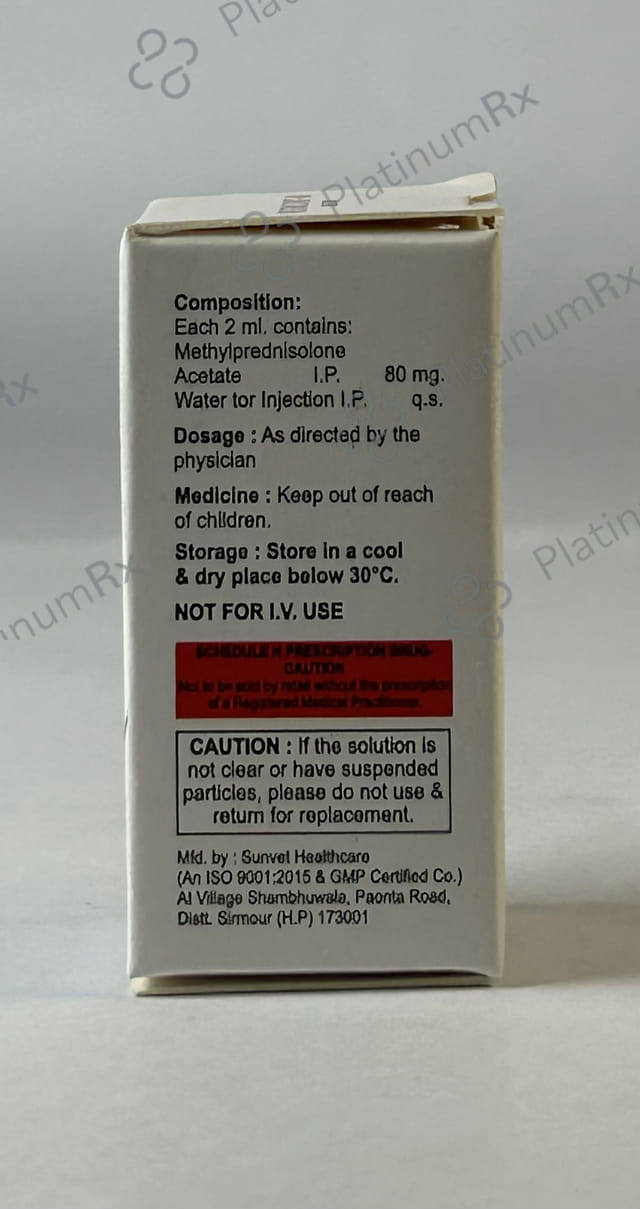 PlatinumRx
PlatinumRx
Composition:
Each 2 ml. contains:
Methylprednisolone
Acetate I.P. 80 mg.
Water tor Injection I.P. q.s.
Dosage : As directed by the
physician
Medicine : Keep out of reach
of children.
Storage : Store in a cool
& dry place below 30°C.
NOT FOR I.V. USE
SCHEDULE H PRESCRIPTION DRUG-
CAUTION
Not to be sold by retail without the prescription
of a Registered Medical Practitioner.
CAUTION : If the solution is
not clear or have suspended
particles, please do not use &
return for replacement.
Mfd. by : Sunvet Healthcare
(An ISO 9001:2015 & GMP Certified Co.)
At Village Shambhuwala, Paonta Road,
Distt. Sirmour (H.P) 173001